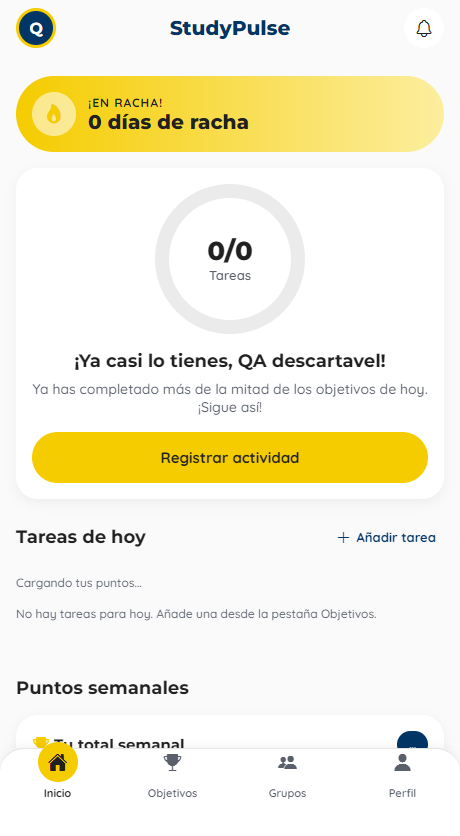 Q
StudyPulse
¡EN RACHA!
0 días de racha
0/0
Tareas
¡Ya casi lo tienes, QA descartavel!
Ya has completado más de la mitad de los objetivos de hoy.
¡Sigue así!
Registrar actividad
Tareas de hoy
+ Añadir tarea
Cargando tus puntos...
No hay tareas para hoy. Añade una desde la pestaña Objetivos.
Puntos semanales
Tu total semanal
Inicio
Objetivos
Grupos
Perfil